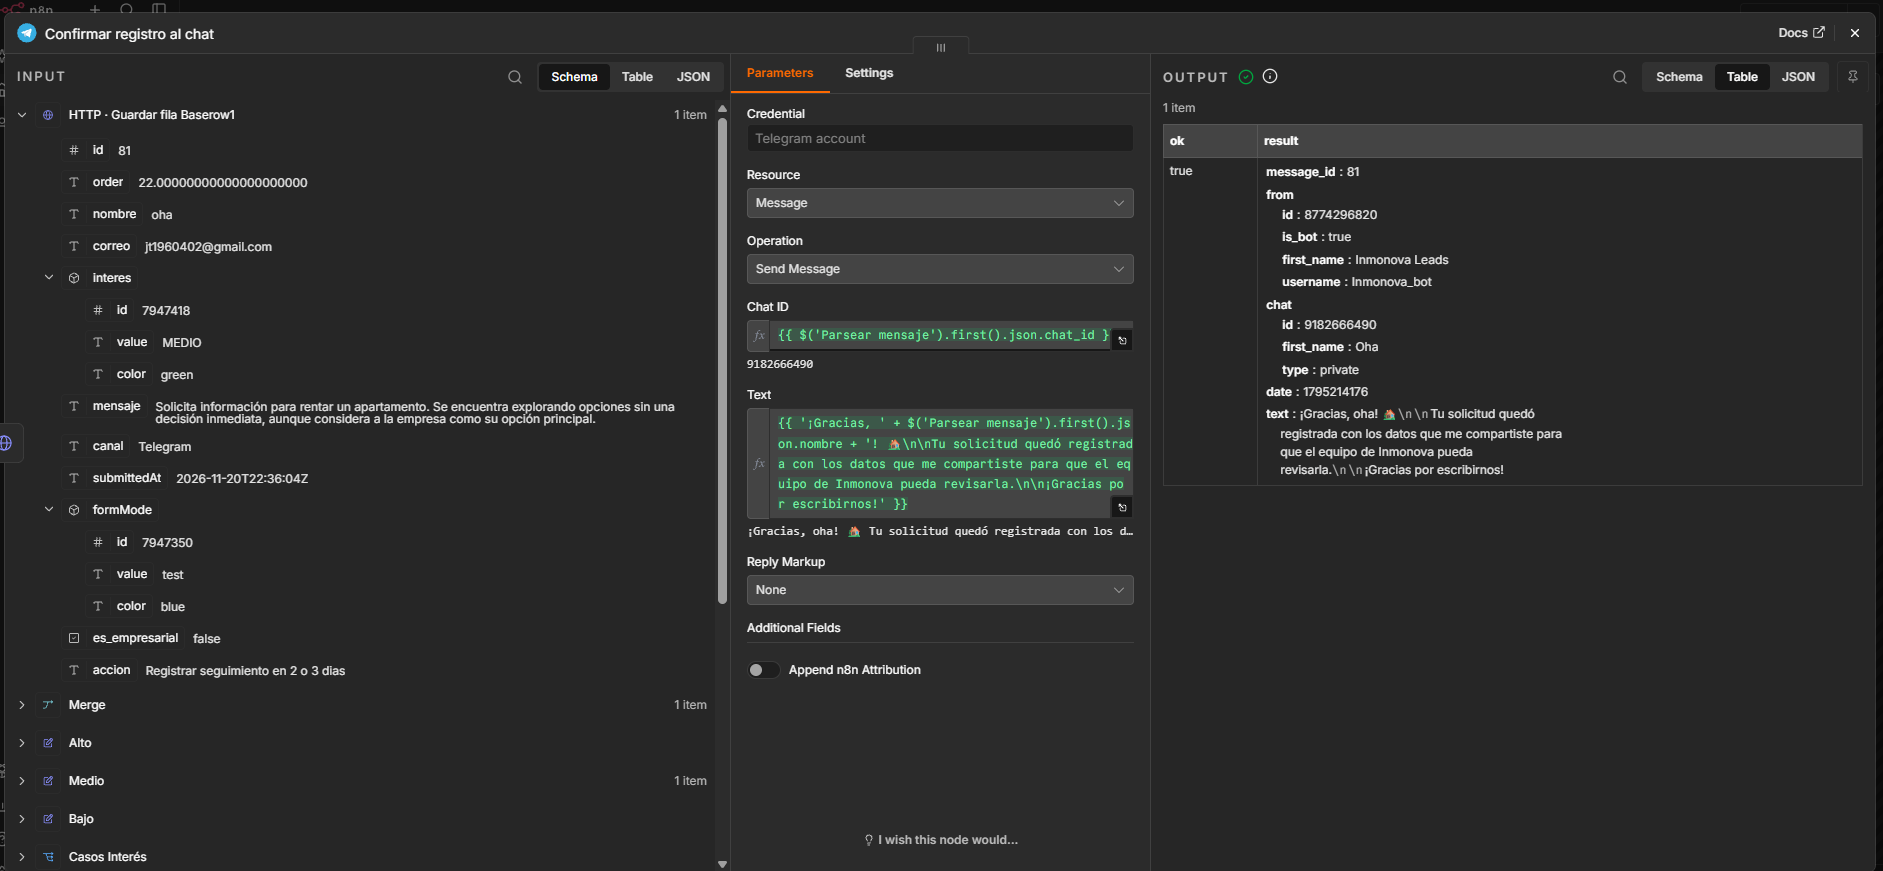 n8n
Confirmar registro al chat
Docs
INPUT
Schema
Table
JSON
HTTP · Guardar fila Baserow1
1 item
# id 81
T order 22.00000000000000000000
T nombre oha
T correo jt1960402@gmail.com
interes
# id 7947418
T value MEDIO
T color green
T mensaje Solicita información para rentar un apartamento. Se encuentra explorando opciones sin una
decisión inmediata, aunque considera a la empresa como su opción principal.
T canal Telegram
T submittedAt 2026-11-20T22:36:04Z
formMode
# id 7947350
T value test
T color blue
es_empresarial false
T accion Registrar seguimiento en 2 o 3 dias
Merge 1 item
Alto
Medio 1 item
Bajo
Casos Interés
Parameters
Settings
Credential
Telegram account
Resource
Message
Operation
Send Message
Chat ID
fx {{ $('Parsear mensaje').first().json.chat_id }
9182666490
Text
{{ '¡Gracias, ' + $('Parsear mensaje').first().js
on.nombre + '! 🏠\n\nTu solicitud quedó registrad
a con los datos que me compartiste para que el eq
fx
uipo de Inmonova pueda revisarla.\n\n¡Gracias po
r escribirnos!' }}
¡Gracias, oha! 🏠 Tu solicitud quedó registrada con los d…
Reply Markup
None
Additional Fields
Append n8n Attribution
I wish this node would...
OUTPUT
Schema
Table
JSON
1 item
ok result
true
message_id : 81
from
id : 8774296820
is_bot : true
first_name : Inmonova Leads
username : Inmonova_bot
chat
id : 9182666490
first_name : Oha
type : private
date : 1795214176
text : ¡Gracias, oha! 🏠\n\nTu solicitud quedó
registrada con los datos que me compartiste para
que el equipo de Inmonova pueda
revisarla.\n\n¡Gracias por escribirnos!